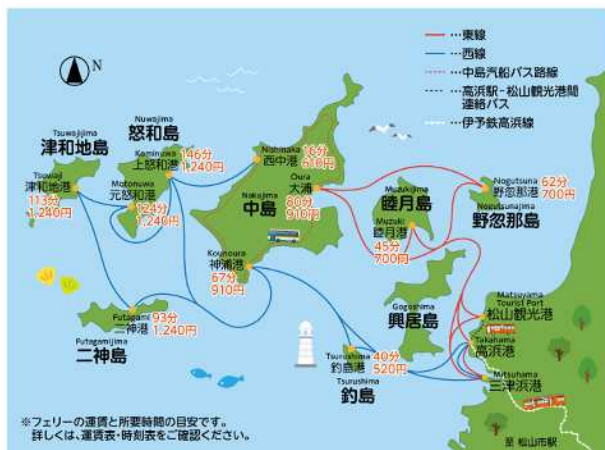 N
…東線
…西線
…中島汽船バス路線
…高浜駅-松山観光港間
連絡バス
…伊予鉄高浜線
Tsuwajijima
津和地島
Nuwajima
怒和島
Kaminuwa
上怒和港
146分
1,240円
Tsuwaji
津和地港
113分
1,240円
Motonuwa
元怒和港
124分
1,240円
Nishinaka
西中港
16分
610円
Oura
大浦
80分
910円
Nakajima
中島
Kounoura
神浦港
67分
910円
Muzukijima
睦月島
Muzuki
睦月港
45分
700円
Nogutsuna
野忽那港
62分
700円
Nogutsunajima
野忽那島
Futagami
二神港
93分
1,240円
Futagamijima
二神島
Gogoshima
興居島
Tsurushima
釣島港
40分
520円
Tsurushima
釣島
Matsuyama
Tourist Port
松山観光港
Takahama
高浜港
Mitsuhama
三津浜港
至 松山市駅
※フェリーの運賃と所要時間の目安です。
詳しくは、運賃表・時刻表をご確認ください。